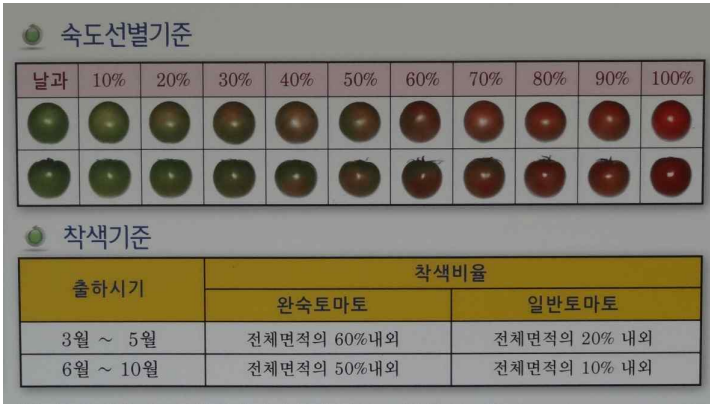 숙도선별기준
날과 10% 20% 30% 40% 50% 60% 70% 80% 90% 100%
착색기준
출하시기 착색비율
완숙토마토 일반토마토
3월 ~ 5월 전체면적의 60%내외 전체면적의 20% 내외
6월 ~ 10월 전체면적의 50%내외 전체면적의 10% 내외